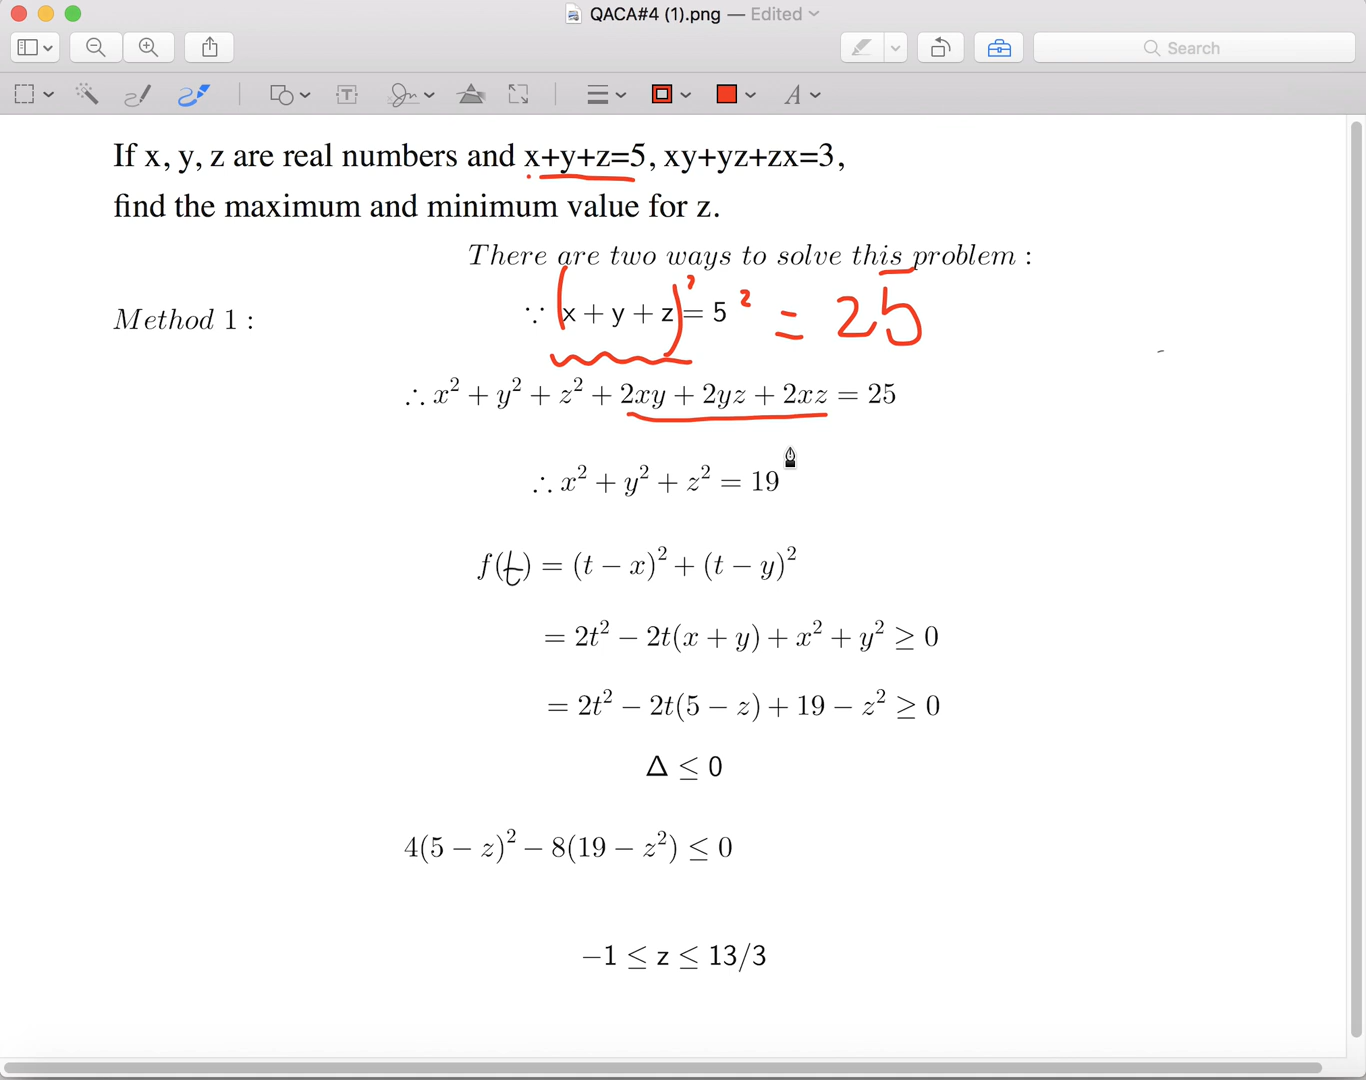 QACA#4 (1).png — Edited
Search
If x, y, z are real numbers and x+y+z=5, xy+yz+zx=3,
find the maximum and minimum value for z.
There are two ways to solve this problem :
Method 1 :
∵ (x + y + z)² = 5² = 25
∴ x² + y² + z² + 2xy + 2yz + 2xz = 25
∴ x² + y² + z² = 19
f(t) = (t − x)² + (t − y)²
= 2t² − 2t(x + y) + x² + y² ≥ 0
= 2t² − 2t(5 − z) + 19 − z² ≥ 0
Δ ≤ 0
4(5 − z)² − 8(19 − z²) ≤ 0
−1 ≤ z ≤ 13/3